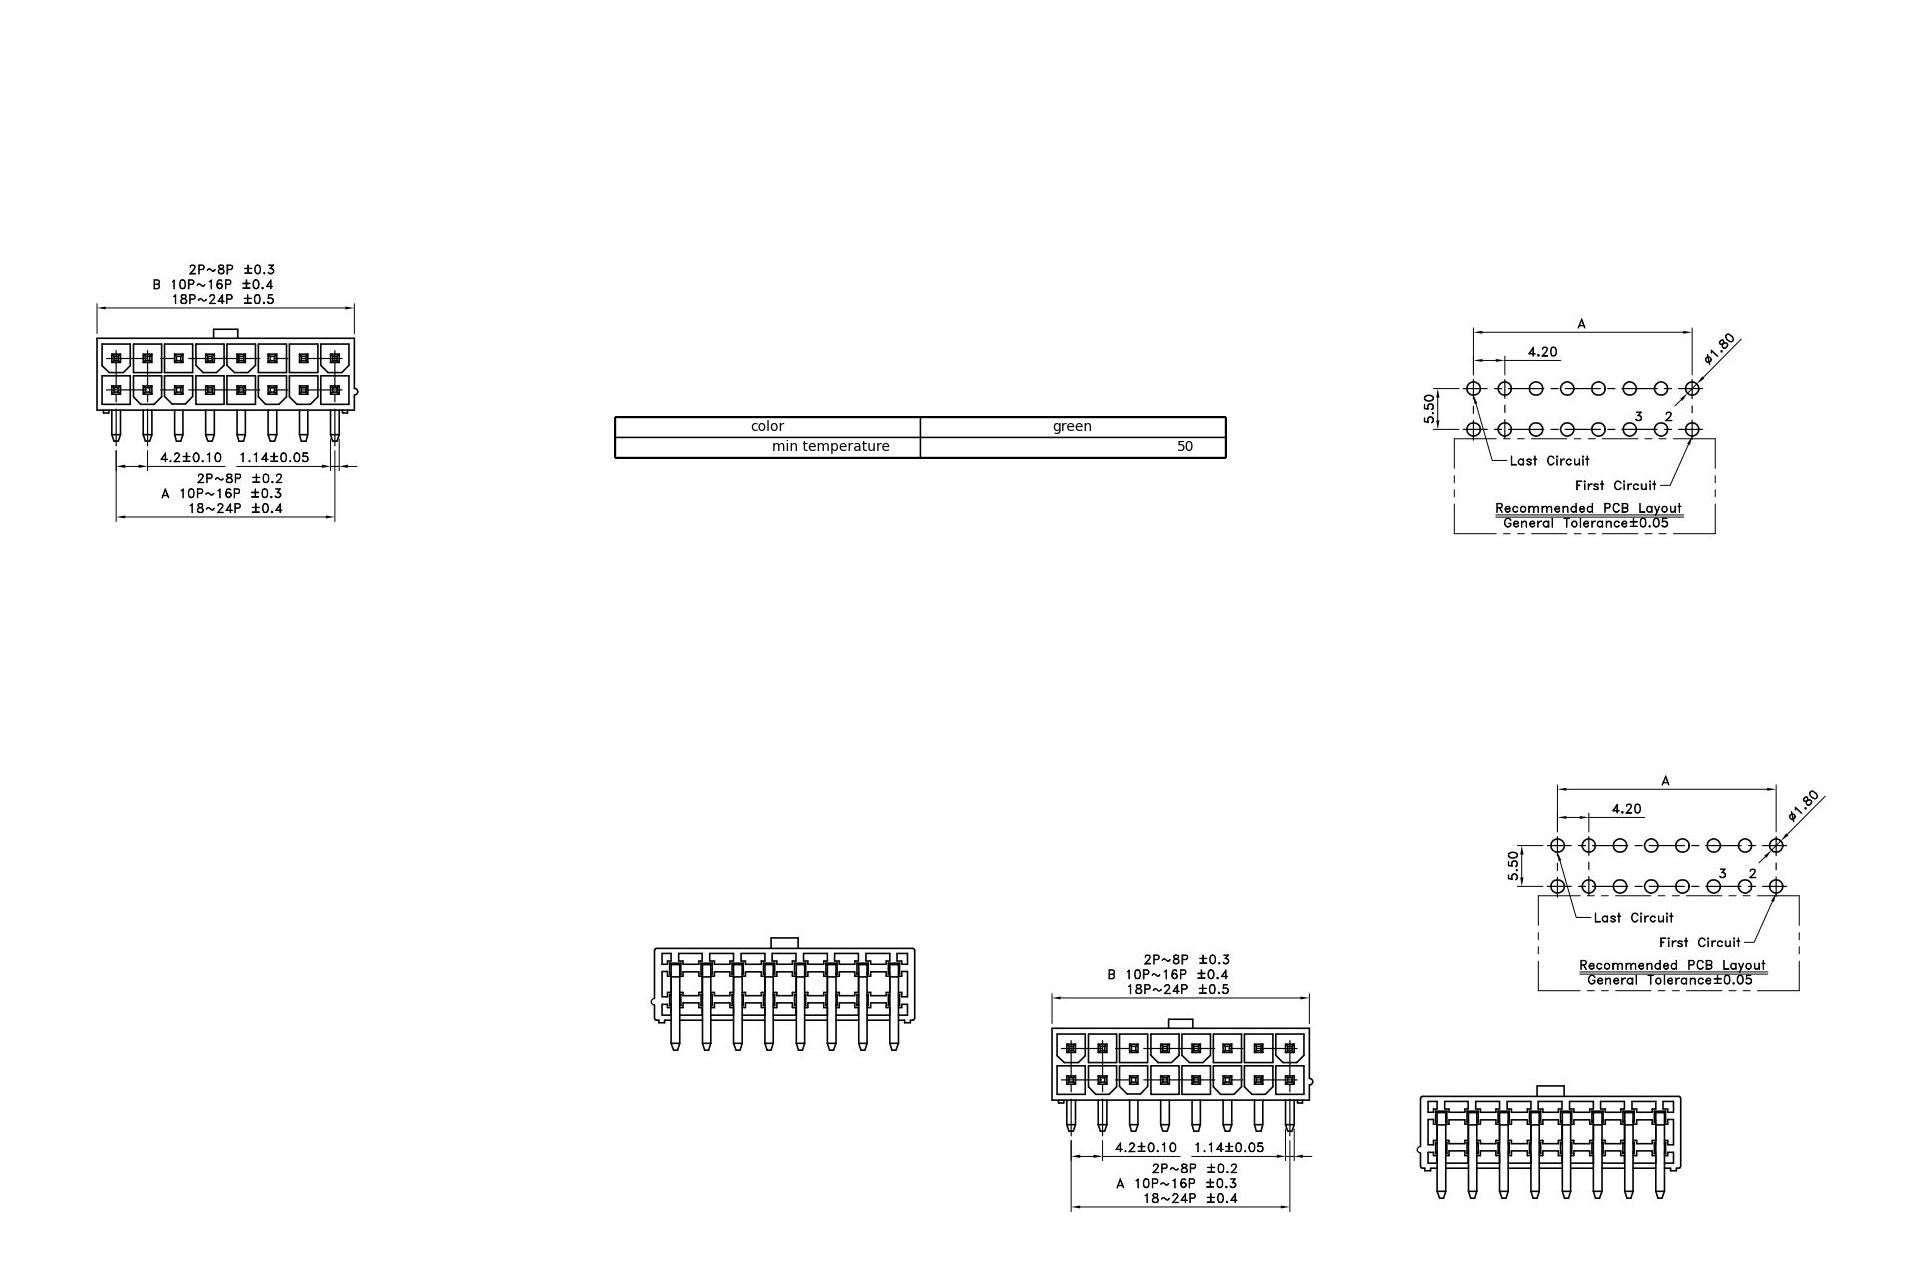 2P~8P ±0.3
B 10P~16P ±0.4
18P~24P ±0.5
4.2±0.10 1.14±0.05
2P~8P ±0.2
A 10P~16P ±0.3
18~24P ±0.4
color green
min temperature 50
A
4.20
ø1.80
5.50
3 2
Last Circuit
First Circuit
Recommended PCB Layout
General Tolerance±0.05
A
4.20
ø1.80
5.50
3 2
Last Circuit
First Circuit
Recommended PCB Layout
General Tolerance±0.05
2P~8P ±0.3
B 10P~16P ±0.4
18P~24P ±0.5
4.2±0.10 1.14±0.05
2P~8P ±0.2
A 10P~16P ±0.3
18~24P ±0.4